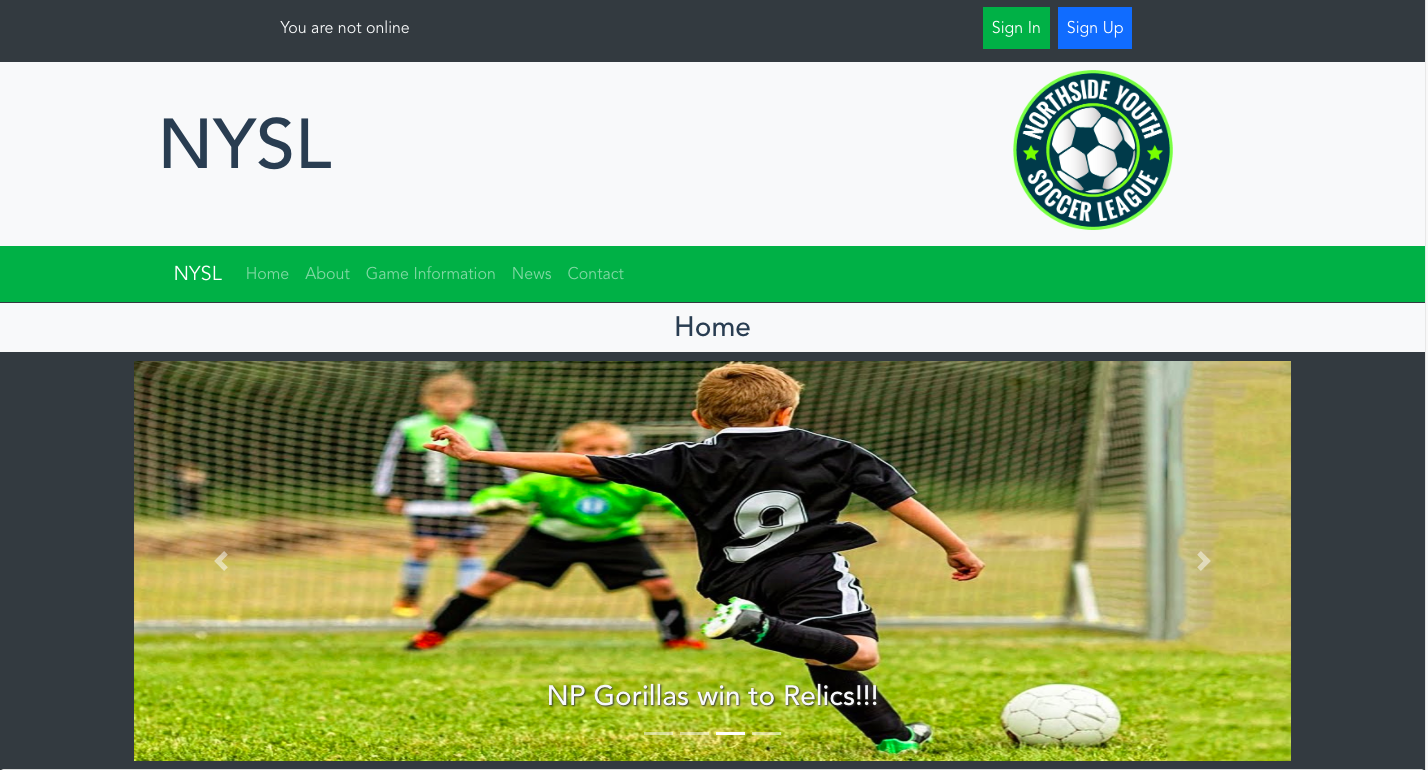 You are not online
Sign In
Sign Up
NYSL
NORTHSIDE YOUTH
SOCCER LEAGUE
NYSL Home About Game Information News Contact
Home
9
NP Gorillas win to Relics!!!